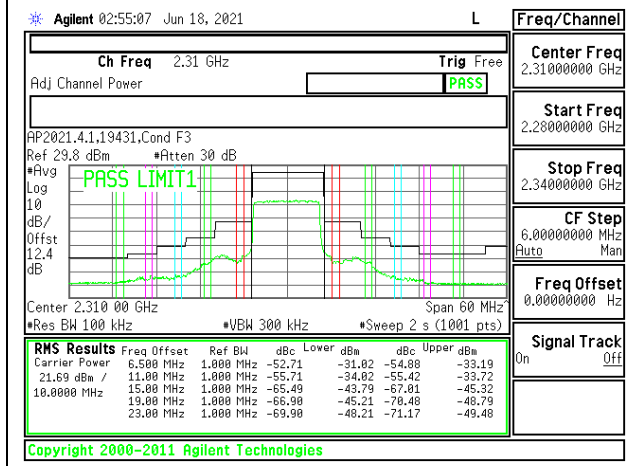 Agilent 02:55:07 Jun 18, 2021 L Freq/Channel
Ch Freq 2.31 GHz Trig Free
Adj Channel Power PASS
Center Freq
2.31000000 GHz
Start Freq
2.28000000 GHz
Stop Freq
2.34000000 GHz
CF Step
6.00000000 MHz
Auto Man
Freq Offset
0.00000000 Hz
Signal Track
On Off
AP2021.4.1,19431,Cond F3
Ref 29.8 dBm #Atten 30 dB
#Avg
Log
10
dB/
Offst
12.4
dB
PASS LIMIT1
Center 2.310 00 GHz Span 60 MHz^
#Res BW 100 kHz #VBW 300 kHz #Sweep 2 s (1001 pts)
RMS Results Freq Offset Ref BW dBc Lower dBm dBc Upper dBm
Carrier Power 6.500 MHz 1.000 MHz -52.71 -31.02 -54.88 -33.19
21.69 dBm / 11.00 MHz 1.000 MHz -55.71 -34.02 -55.42 -33.72
10.0000 MHz 15.00 MHz 1.000 MHz -65.49 -43.79 -67.01 -45.32
19.00 MHz 1.000 MHz -66.90 -45.21 -70.48 -48.79
23.00 MHz 1.000 MHz -69.90 -48.21 -71.17 -49.48
Copyright 2000-2011 Agilent Technologies